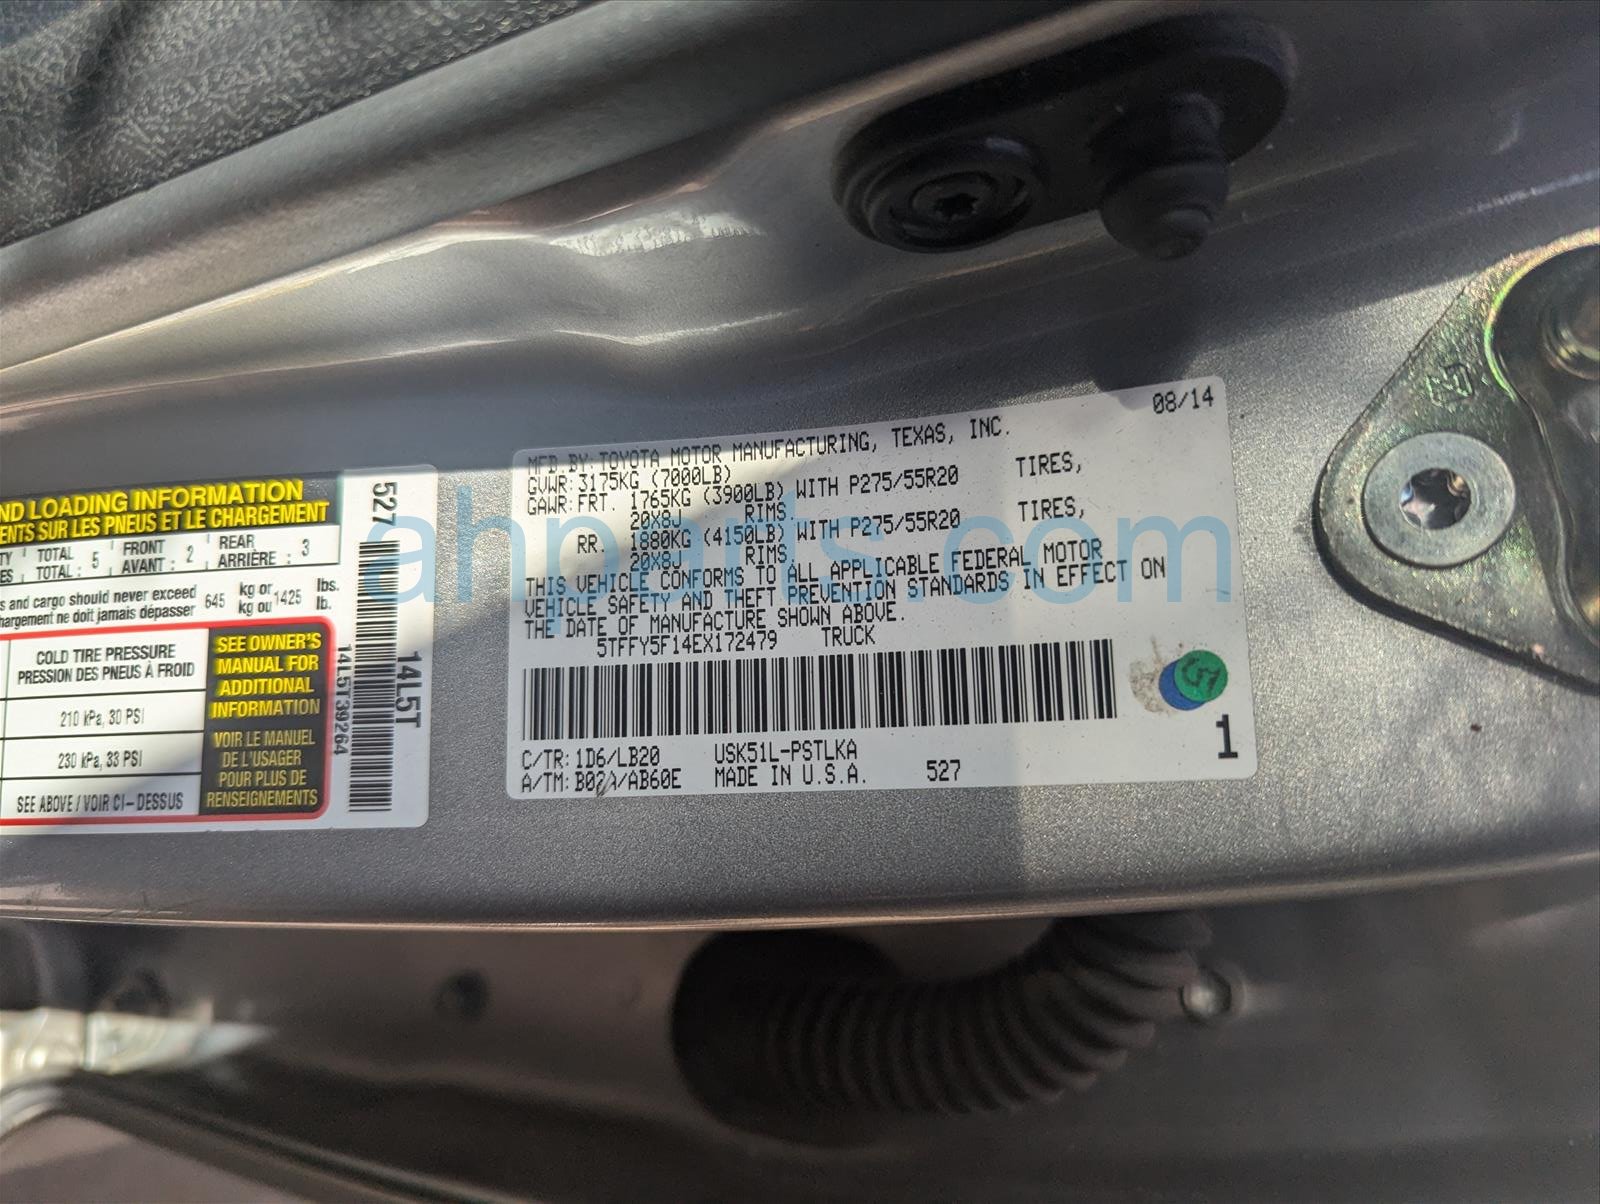 ND LOADING INFORMATION
ENTS SUR LES PNEUS ET LE CHARGEMENT
TY TOTAL 5 FRONT 2 REAR 3
ES TOTAL : AVANT : ARRIÈRE :
s and cargo should never exceed 645 kg or 1425 lbs.
hargement ne doit jamais dépasser kg ou lb.
COLD TIRE PRESSURE
PRESSION DES PNEUS À FROID
210 kPa, 30 PSI
230 kPa, 33 PSI
SEE ABOVE / VOIR CI-DESSUS
SEE OWNER'S
MANUAL FOR
ADDITIONAL
INFORMATION
VOIR LE MANUEL
DE L'USAGER
POUR PLUS DE
RENSEIGNEMENTS
527
14L5T
14L5T39264
08/14
MFD.BY: TOYOTA MOTOR MANUFACTURING, TEXAS, INC.
GVWR: 3175KG (7000LB)
GAWR: FRT. 1765KG (3900LB) WITH P275/55R20 TIRES,
20X8J RIMS.
RR. 1880KG (4150LB) WITH P275/55R20 TIRES,
20X8J RIMS
THIS VEHICLE CONFORMS TO ALL APPLICABLE FEDERAL MOTOR
VEHICLE SAFETY AND THEFT PREVENTION STANDARDS IN EFFECT ON
THE DATE OF MANUFACTURE SHOWN ABOVE.
5TFFY5F14EX172479 TRUCK
1
C/TR: 1D6/LB20 USK51L-PSTLKA
A/TM: B02A/AB60E MADE IN U.S.A. 527
ahparts.com